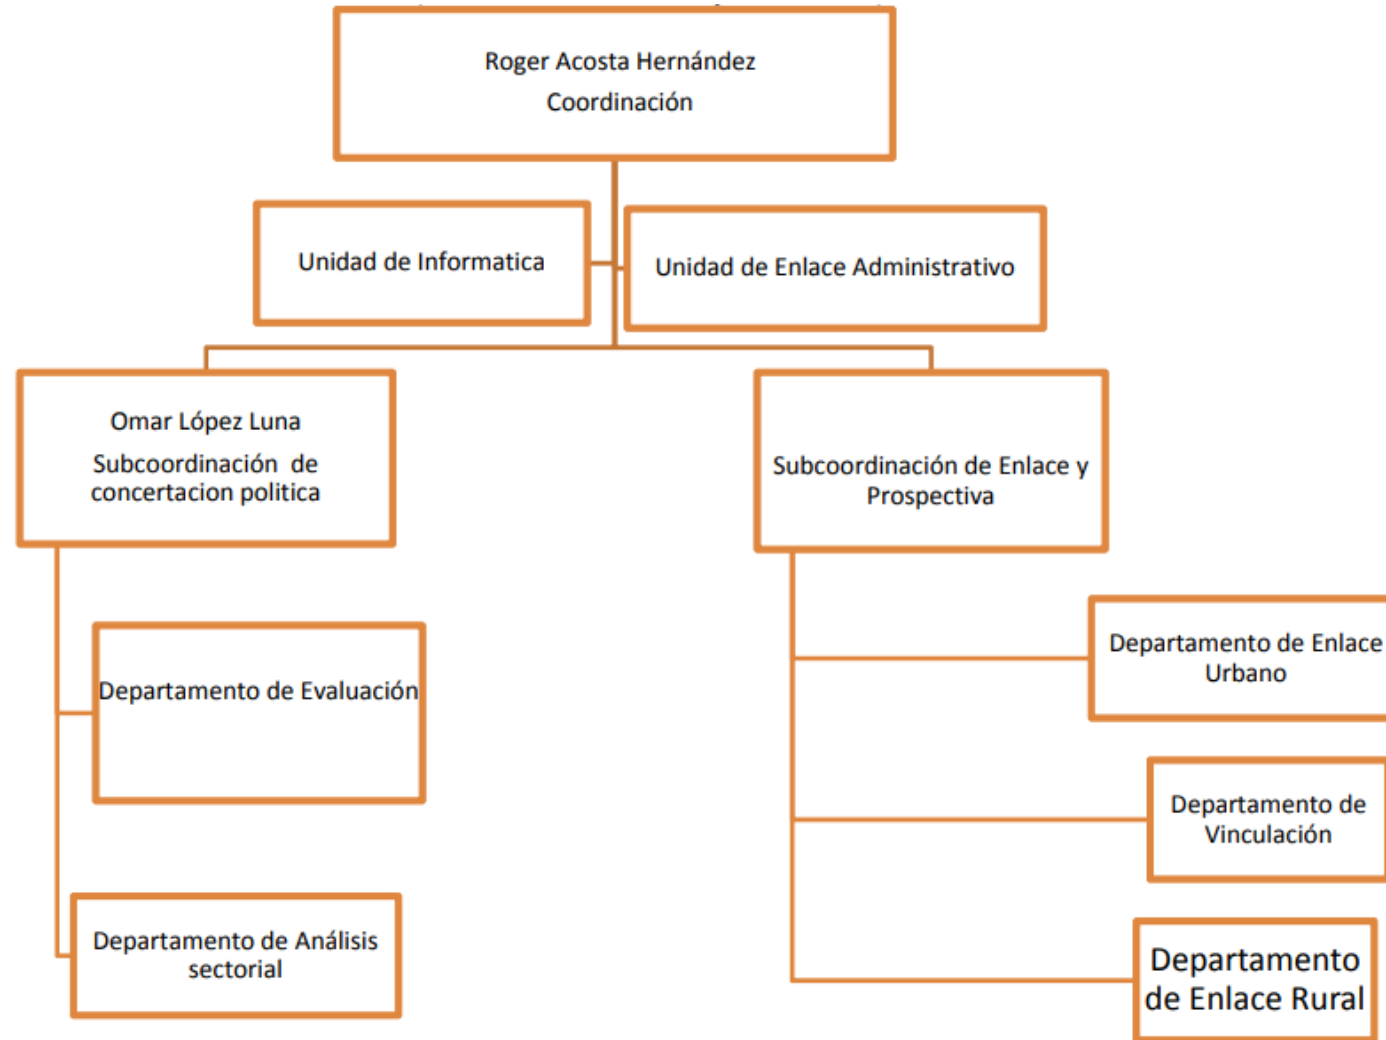 Roger Acosta Hernández
Coordinación
Unidad de Informatica
Unidad de Enlace Administrativo
Omar López Luna
Subcoordinación  de
concertacion politica
Subcoordinación de Enlace y
Prospectiva
Departamento de Evaluación
Departamento de Análisis
sectorial
Departamento de Enlace
Urbano
Departamento de
Vinculación
Departamento
de Enlace Rural